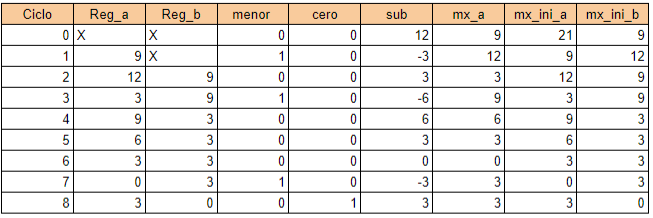 Ciclo Reg_a Reg_b menor cero sub mx_a mx_ini_a mx_ini_b
0 X X 0 0 12 9 21 9
1 9 X 1 0 -3 12 9 12
2 12 9 0 0 3 3 12 9
3 3 9 1 0 -6 9 3 9
4 9 3 0 0 6 6 9 3
5 6 3 0 0 3 3 6 3
6 3 3 0 0 0 0 3 3
7 0 3 1 0 -3 3 0 3
8 3 0 0 1 3 3 3 0